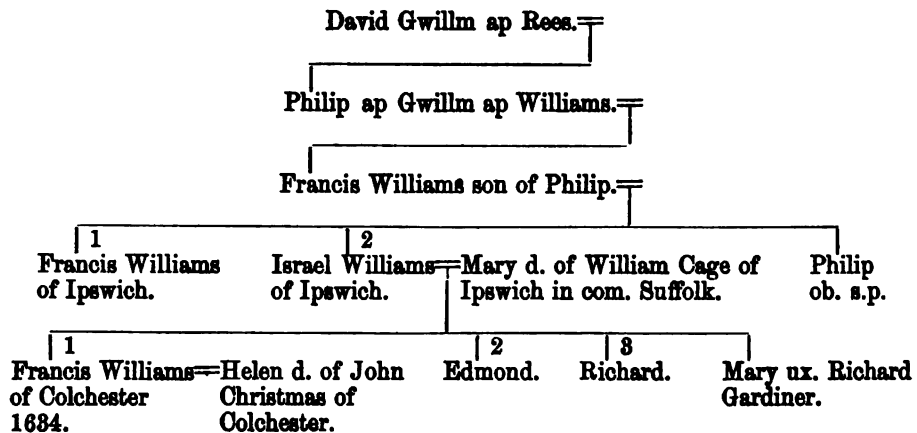 David Gwillm ap Rees.
Philip ap Gwillm ap Williams.
Francis Williams son of Philip.
1
Francis Williams
of Ipswich.
2
Israel Williams
of Ipswich.
Mary d. of William Cage of
Ipswich in com. Suffolk.
Philip
ob. s.p.
1
Francis Williams
of Colchester
1634.
Helen d. of John
Christmas of
Colchester.
2
Edmond.
3
Richard.
Mary ux. Richard
Gardiner.